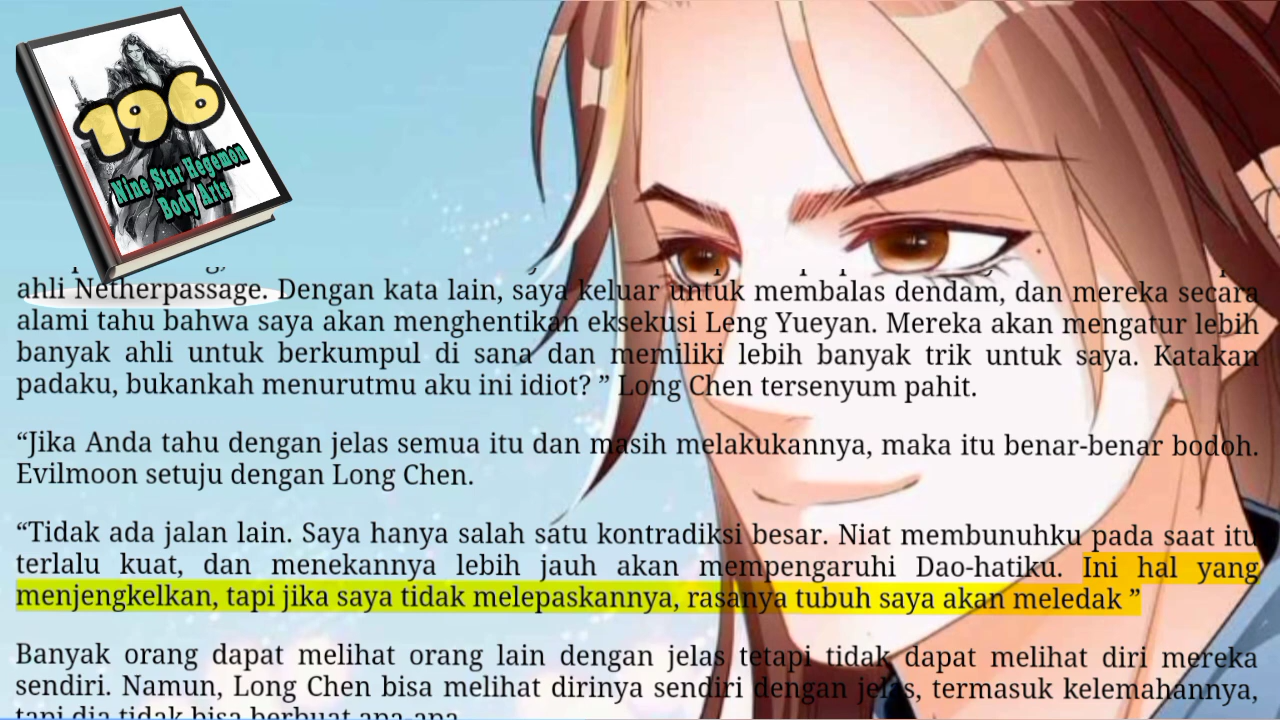 196
Nine Star Hegemon
Body Arts
ahli Netherpassage. Dengan kata lain, saya keluar untuk membalas dendam, dan mereka secara
alami tahu bahwa saya akan menghentikan eksekusi Leng Yueyan. Mereka akan mengatur lebih
banyak ahli untuk berkumpul di sana dan memiliki lebih banyak trik untuk saya. Katakan
padaku, bukankah menurutmu aku ini idiot? ” Long Chen tersenyum pahit.
“Jika Anda tahu dengan jelas semua itu dan masih melakukannya, maka itu benar-benar bodoh.
Evilmoon setuju dengan Long Chen.
“Tidak ada jalan lain. Saya hanya salah satu kontradiksi besar. Niat membunuhku pada saat itu
terlalu kuat, dan menekannya lebih jauh akan mempengaruhi Dao-hatiku. Ini hal yang
menjengkelkan, tapi jika saya tidak melepaskannya, rasanya tubuh saya akan meledak ”
Banyak orang dapat melihat orang lain dengan jelas tetapi tidak dapat melihat diri mereka
sendiri. Namun, Long Chen bisa melihat dirinya sendiri dengan jelas, termasuk kelemahannya,
tapi dia tidak bisa berbuat apa-apa